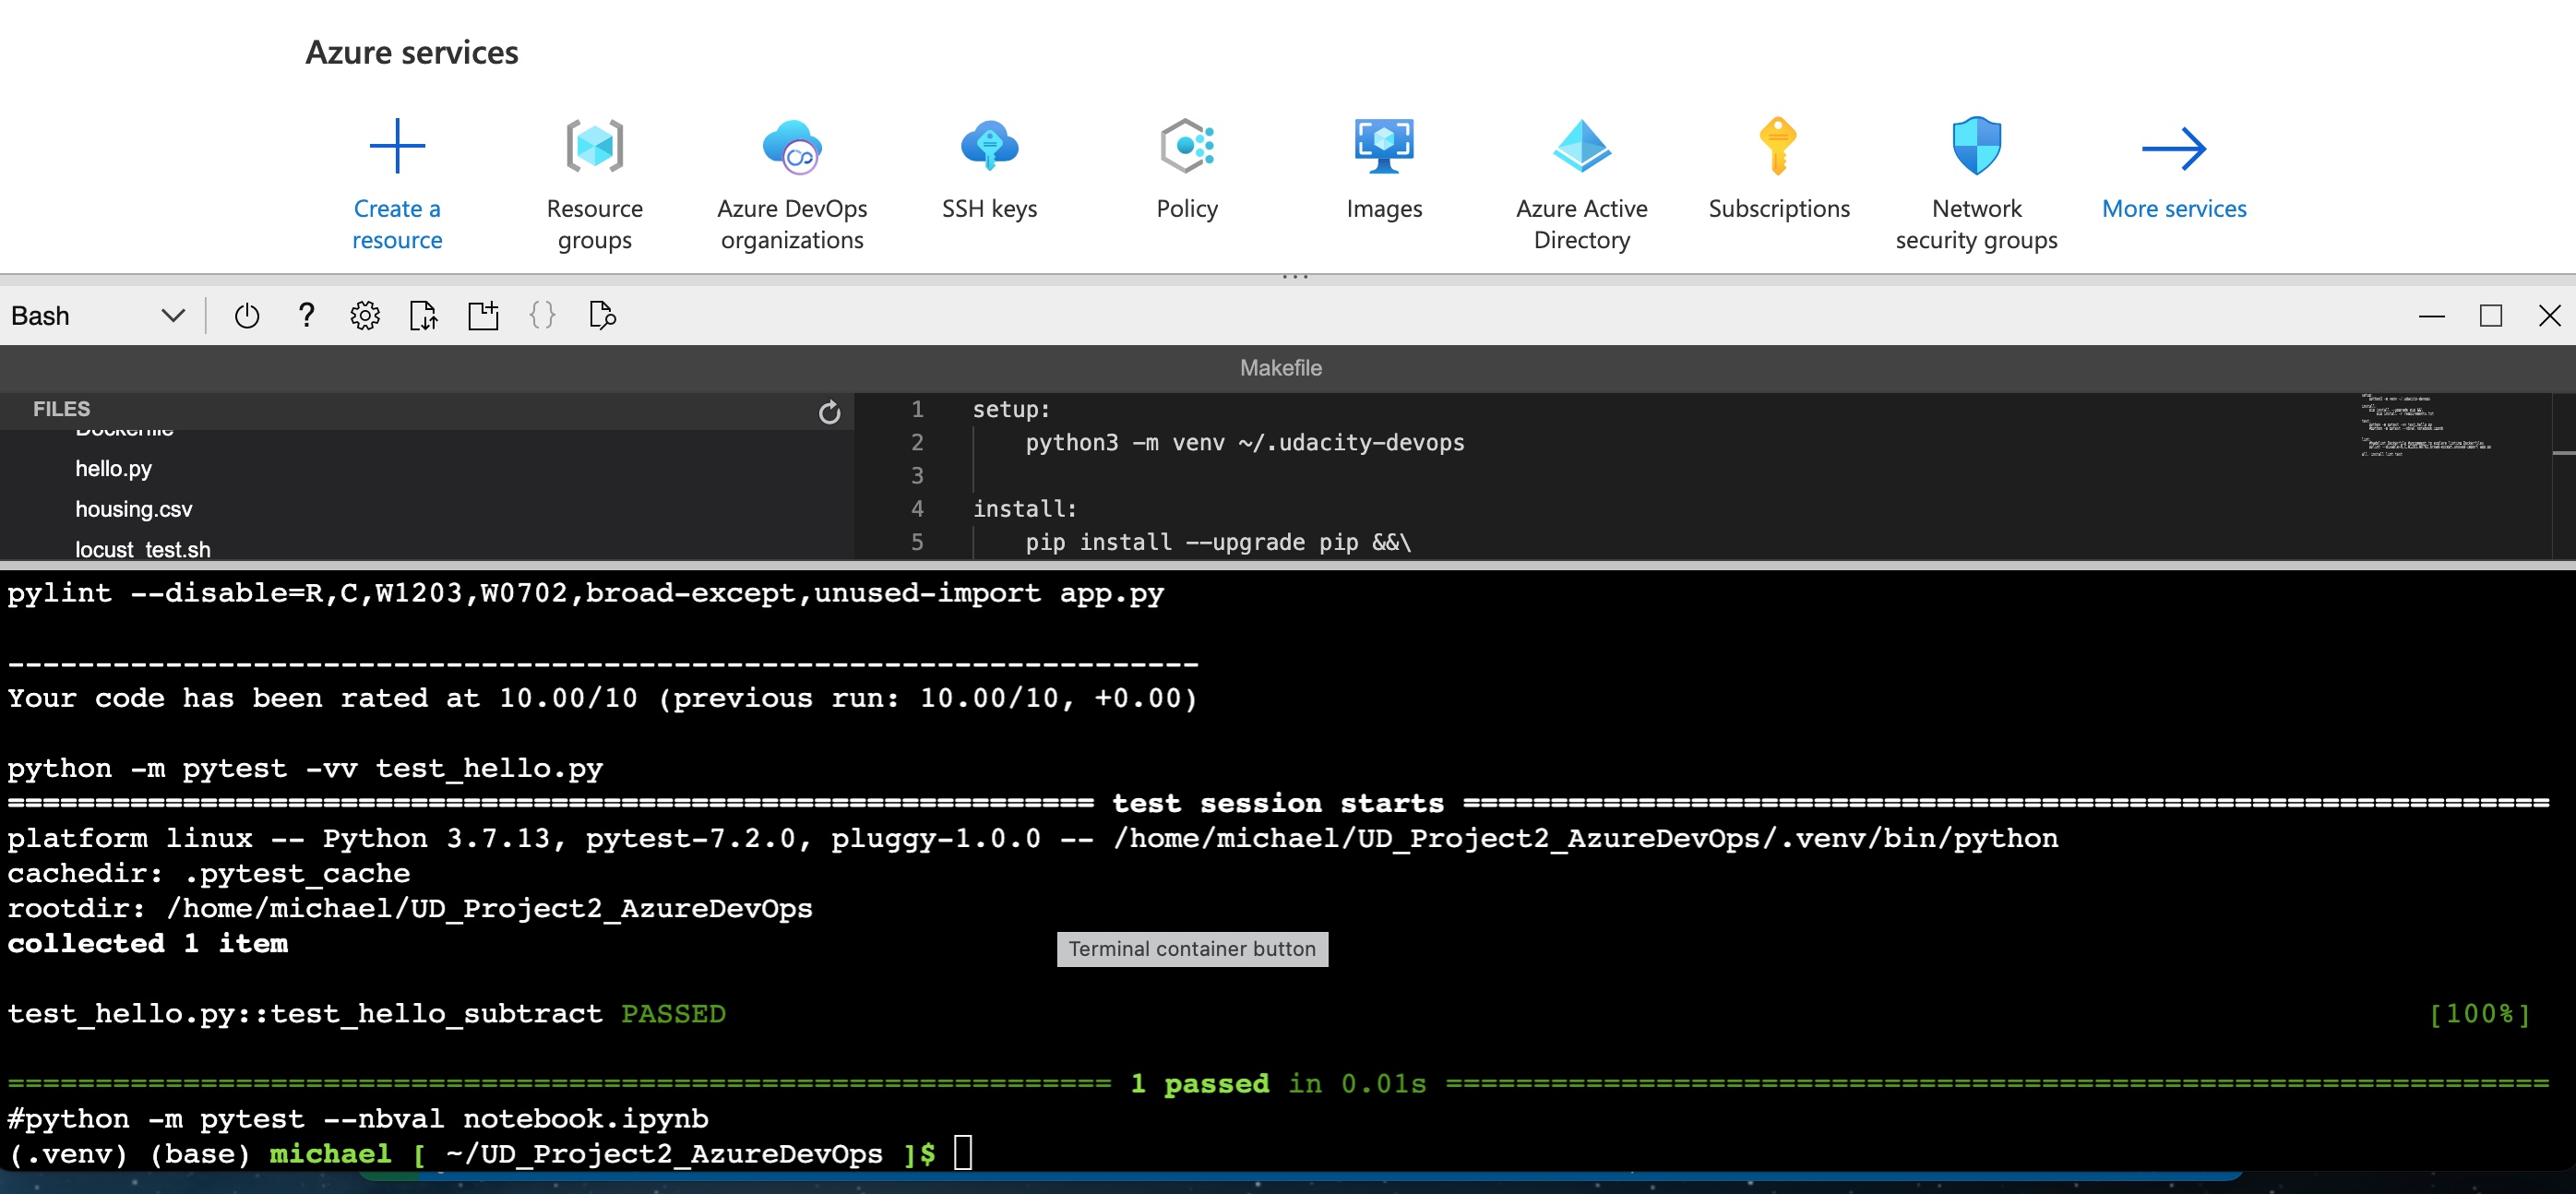 Azure services
Create a resource
Resource groups
Azure DevOps organizations
SSH keys
Policy
Images
Azure Active Directory
Subscriptions
Network security groups
More services
Bash
Makefile
FILES
Dockerfile
hello.py
housing.csv
locust_test.sh
1 setup:
2 python3 -m venv ~/.udacity-devops
3
4 install:
5 pip install --upgrade pip &&\
pylint --disable=R,C,W1203,W0702,broad-except,unused-import app.py
--------------------------------------------------------------------
Your code has been rated at 10.00/10 (previous run: 10.00/10, +0.00)
python -m pytest -vv test_hello.py
============================================================== test session starts ==============================================================
platform linux -- Python 3.7.13, pytest-7.2.0, pluggy-1.0.0 -- /home/michael/UD_Project2_AzureDevOps/.venv/bin/python
cachedir: .pytest_cache
rootdir: /home/michael/UD_Project2_AzureDevOps
collected 1 item
Terminal container button
test_hello.py::test_hello_subtract PASSED [100%]
=============================================================== 1 passed in 0.01s ===============================================================
#python -m pytest --nbval notebook.ipynb
(.venv) (base) michael [ ~/UD_Project2_AzureDevOps ]$